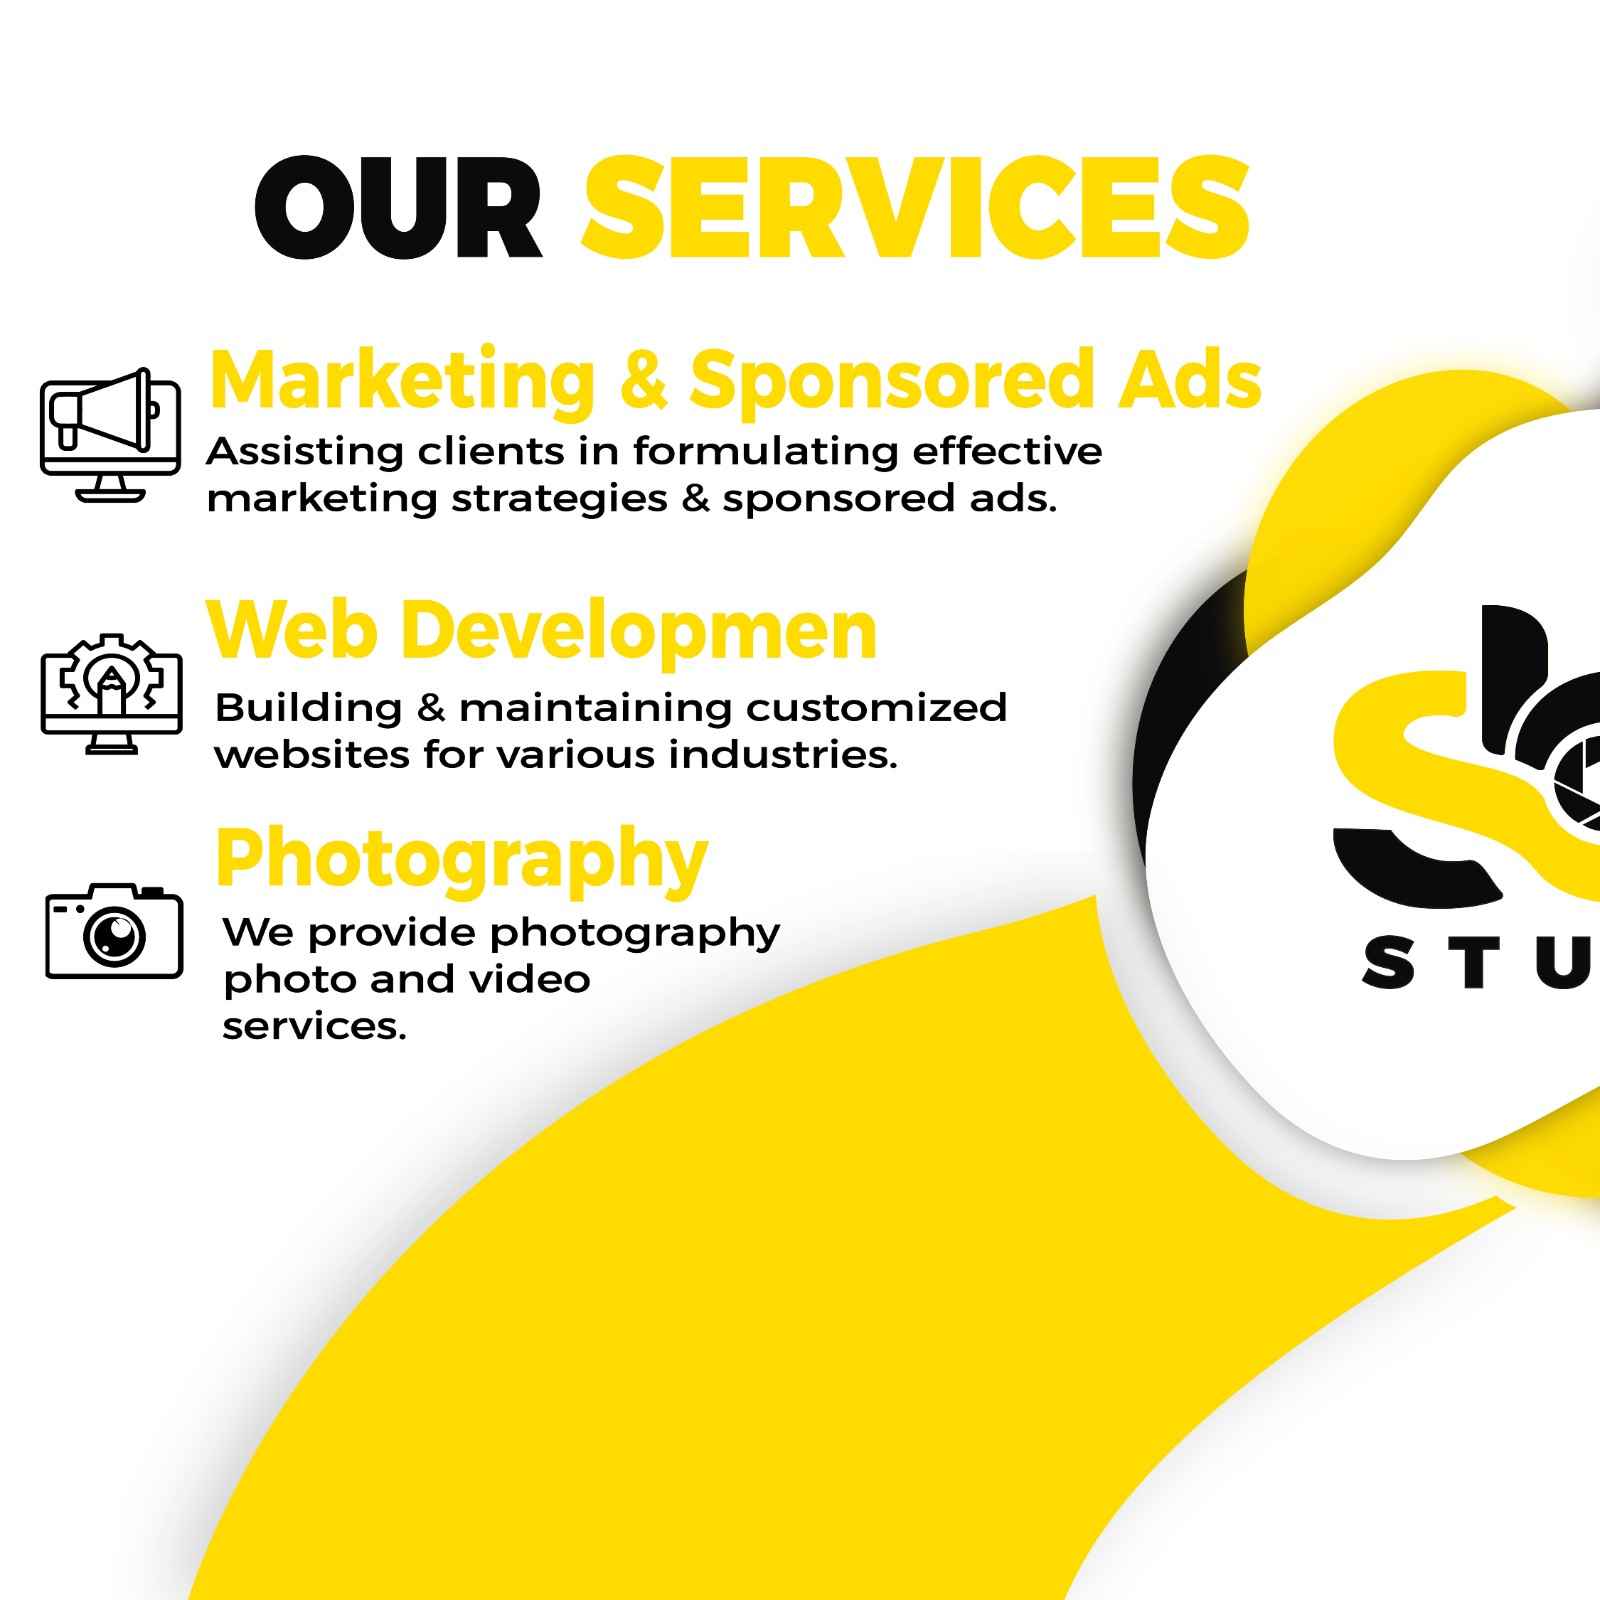 OUR SERVICES
Marketing & Sponsored Ads
Assisting clients in formulating effective
marketing strategies & sponsored ads.
Web Developmen
Building & maintaining customized
websites for various industries.
Photography
We provide photography
photo and video
services.
STU